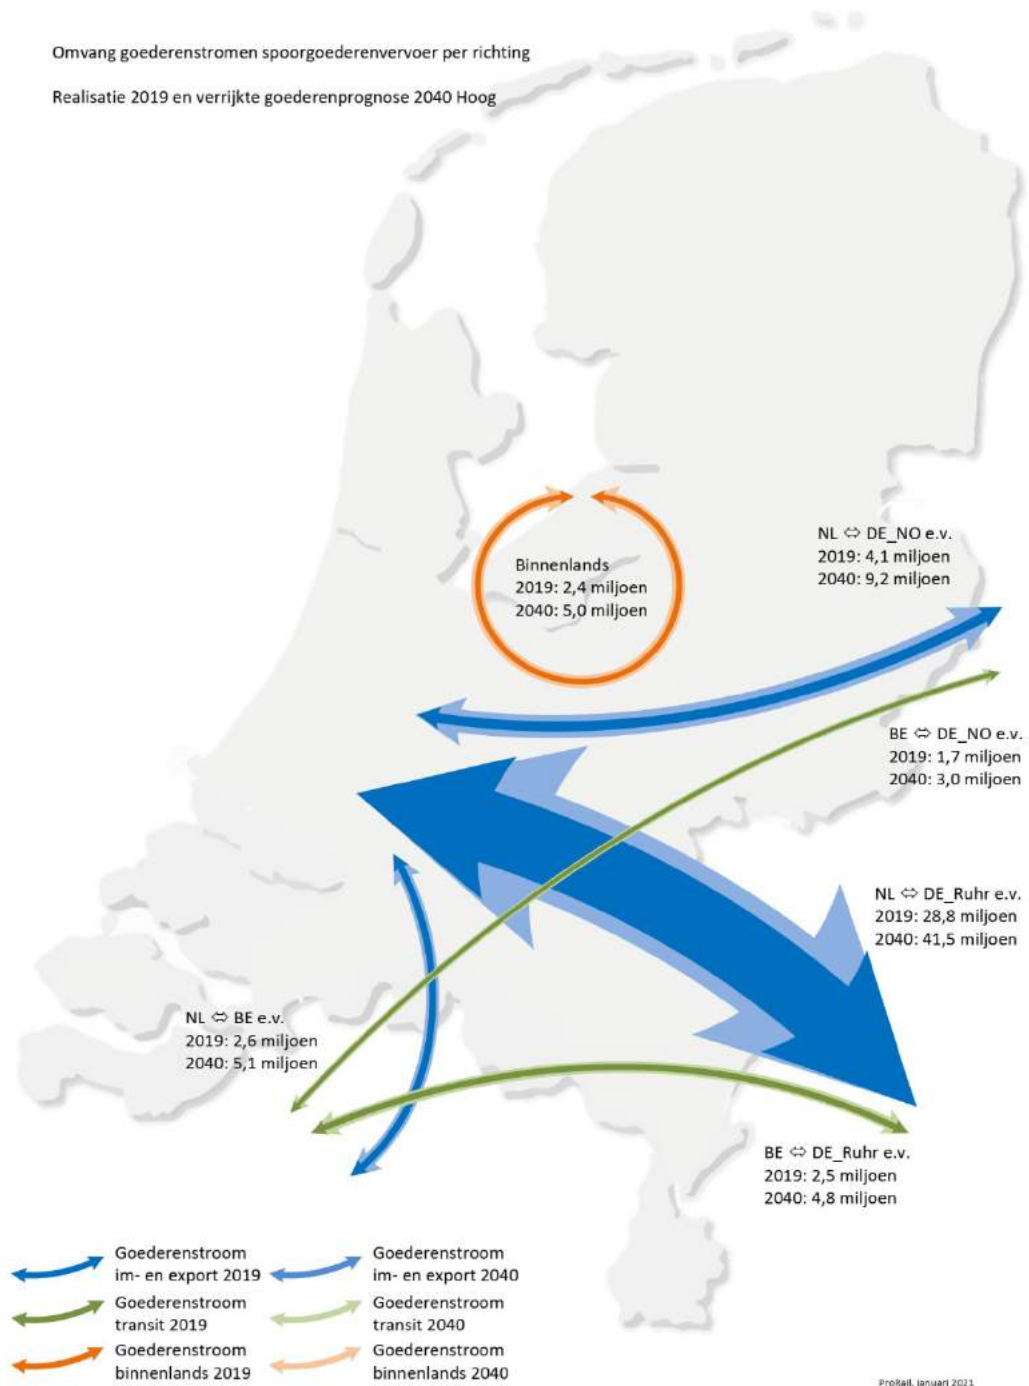 Omvang goederenstromen spoorgoederenvervoer per richting
Realisatie 2019 en verrijkte goederenprognose 2040 Hoog
NL ⇔ DE_NO e.v.
2019: 4,1 miljoen
2040: 9,2 miljoen
Binnenlands
2019: 2,4 miljoen
2040: 5,0 miljoen
BE ⇔ DE_NO e.v.
2019: 1,7 miljoen
2040: 3,0 miljoen
NL ⇔ DE_Ruhr e.v.
2019: 28,8 miljoen
2040: 41,5 miljoen
NL ⇔ BE e.v.
2019: 2,6 miljoen
2040: 5,1 miljoen
BE ⇔ DE_Ruhr e.v.
2019: 2,5 miljoen
2040: 4,8 miljoen
Goederenstroom
im- en export 2019
Goederenstroom
im- en export 2040
Goederenstroom
transit 2019
Goederenstroom
transit 2040
Goederenstroom
binnenlands 2019
Goederenstroom
binnenlands 2040
ProRail, januari 2021